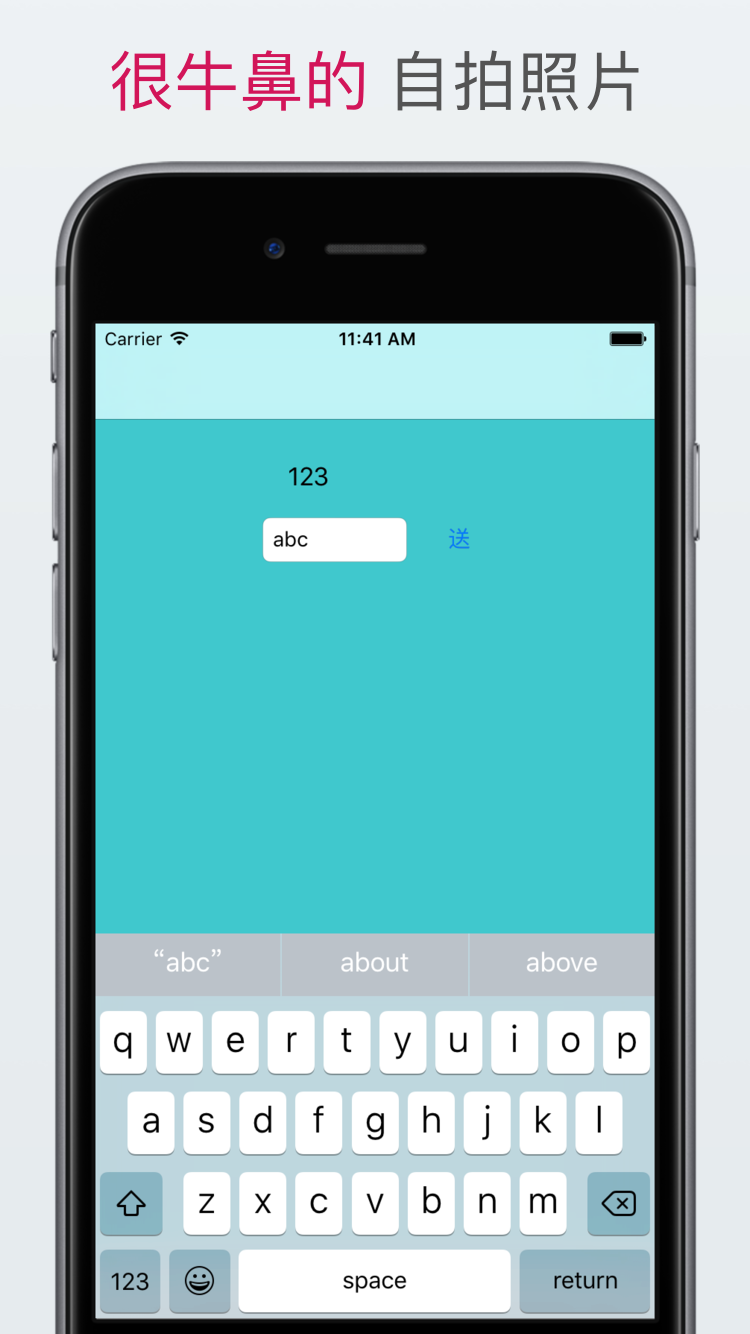 很牛鼻的 自拍照片
Carrier 11:41 AM
123
abc 送
“abc” about above
q w e r t y u i o p
a s d f g h j k l
z x c v b n m
123 space return